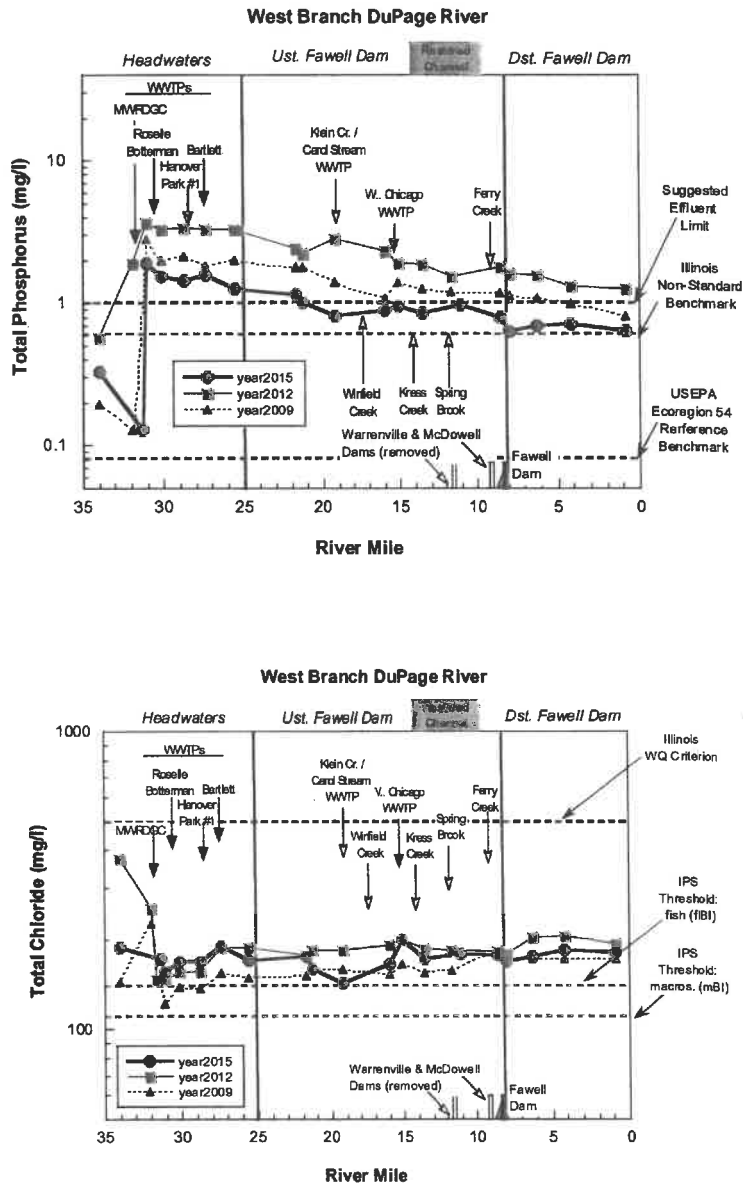 West Branch DuPage River
Headwaters
Ust. Fawell Dam
Restored
Channel
Dst. Fawell Dam
WWTPs
MWRDGC
Roselle
Botterman
Hanover
Park #1
Bartlett
Klein Cr. /
Carol Stream
WWTP
W.. Chicago
WWTP
Ferry
Creek
Suggested
Effluent
Limit
Illinois
Non-Standard
Benchmark
USEPA
Ecoregion 54
Rerference
Benchmark
Total Phosphorus (mg/l)
10
1
0.1
year2015
year2012
year2009
Winfield
Creek
Kress
Creek
Spring
Brook
Warrenville & McDowell
Dams (removed)
Fawell
Dam
35 30 25 20 15 10 5 0
River Mile
West Branch DuPage River
Headwaters
Ust. Fawell Dam
Restored
Channel
Dst. Fawell Dam
WWTPs
Roselle
Botterman
Hanover
Park #1
Bartlett
MWRDGC
Klein Cr. /
Carol Stream
WWTP
V.. Chicago
WWTP
Winfield
Creek
Kress
Creek
Spring
Brook
Ferry
Creek
Illinois
WQ Criterion
IPS
Threshold:
fish (fIBI)
IPS
Threshold:
macros. (mIBI)
Total Chloride (mg/l)
1000
100
year2015
year2012
year2009
Warrenville & McDowell
Dams (removed)
Fawell
Dam
35 30 25 20 15 10 5 0
River Mile